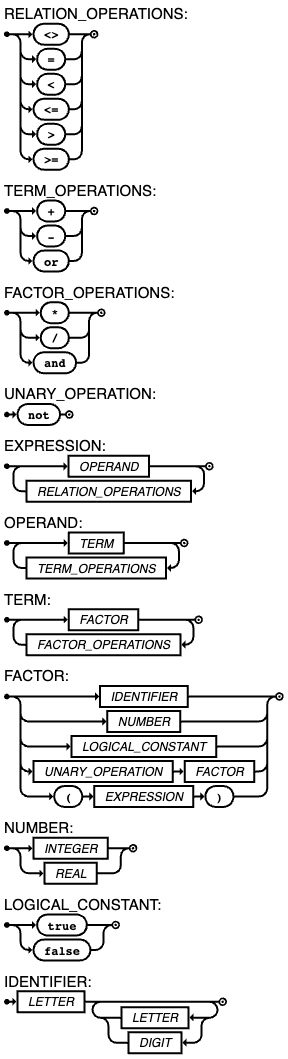 RELATION_OPERATIONS:
<>
=
<
<=
>
>=
TERM_OPERATIONS:
+
-
or
FACTOR_OPERATIONS:
*
/
and
UNARY_OPERATION:
not
EXPRESSION:
OPERAND
RELATION_OPERATIONS
OPERAND:
TERM
TERM_OPERATIONS
TERM:
FACTOR
FACTOR_OPERATIONS
FACTOR:
IDENTIFIER
NUMBER
LOGICAL_CONSTANT
UNARY_OPERATION FACTOR
( EXPRESSION )
NUMBER:
INTEGER
REAL
LOGICAL_CONSTANT:
true
false
IDENTIFIER:
LETTER
LETTER
DIGIT